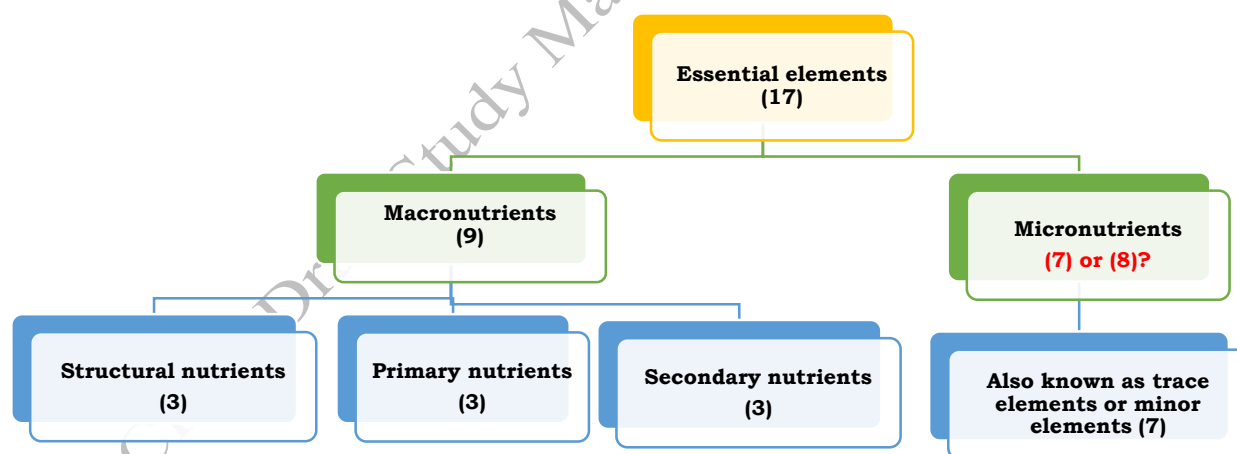 Essential elements
(17)
Macronutrients
(9)
Micronutrients
(7) or (8)?
Structural nutrients
(3)
Primary nutrients
(3)
Secondary nutrients
(3)
Also known as trace
elements or minor
elements (7)
Study